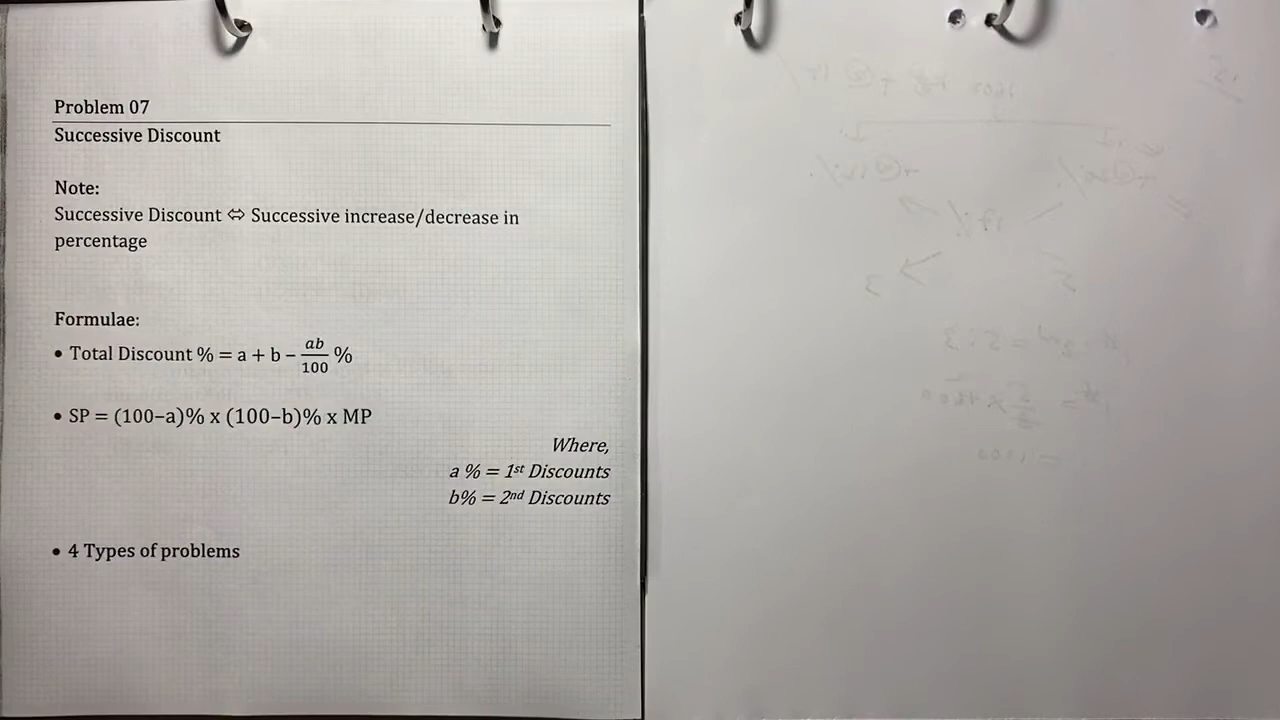 Problem 07
Successive Discount
Note:
Successive Discount ⇔ Successive increase/decrease in
percentage
Formulae:
• Total Discount % = a + b − ab/100 %
• SP = (100−a)% x (100−b)% x MP
Where,
a % = 1st Discounts
b% = 2nd Discounts
• 4 Types of problems